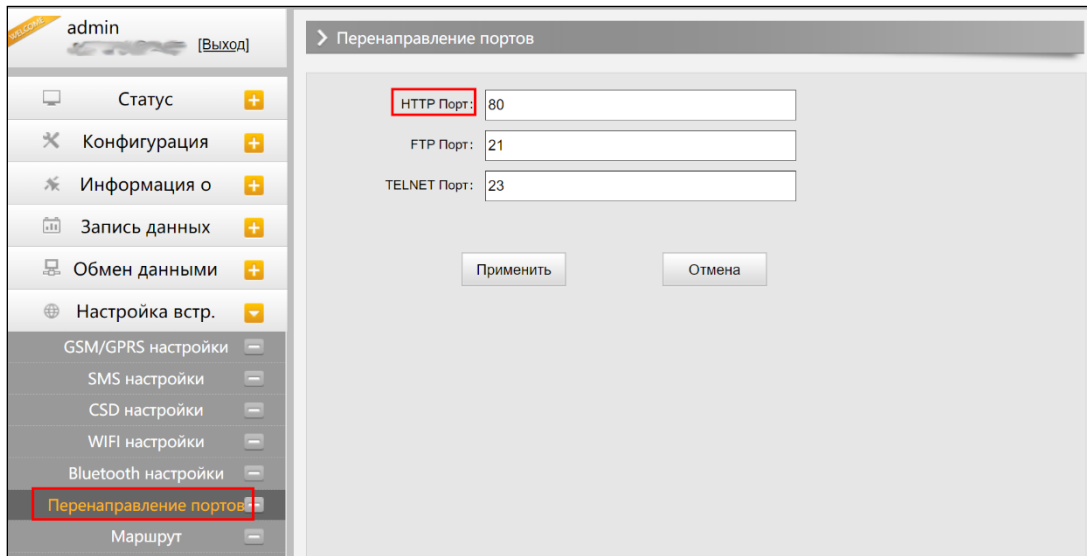 WELCOME
admin
[Выход]
Статус
Конфигурация
Информация о
Запись данных
Обмен данными
Настройка встр.
GSM/GPRS настройки
SMS настройки
CSD настройки
WIFI настройки
Bluetooth настройки
Перенаправление портов
Маршрут
Перенаправление портов
HTTP Порт: 80
FTP Порт: 21
TELNET Порт: 23
Применить Отмена